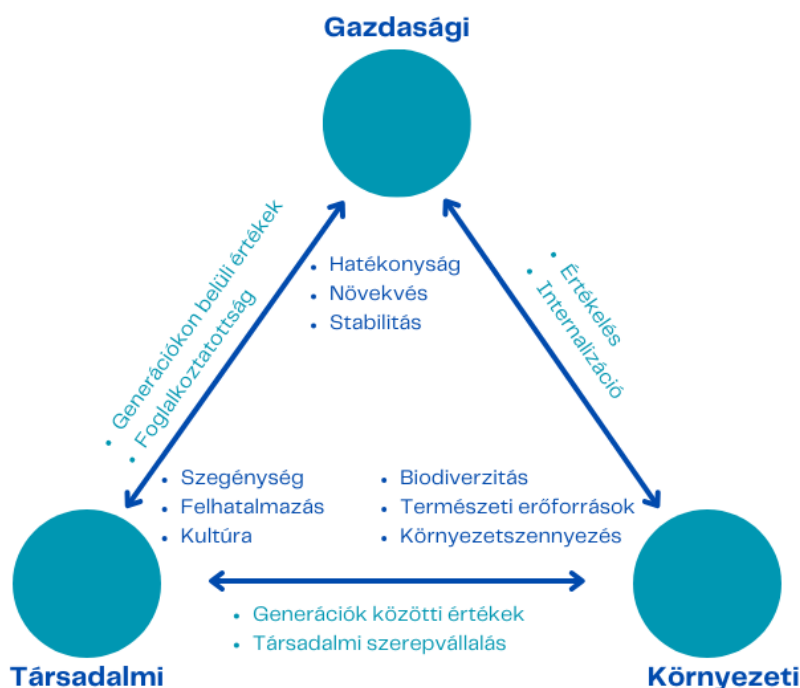 Gazdasági
• Generációkon belüli értékek
• Foglalkoztatottság
• Hatékonyság
• Növekvés
• Stabilitás
• Értékelés
• Internalizáció
• Szegénység
• Felhatalmazás
• Kultúra
• Biodiverzitás
• Természeti erőforrások
• Környezetszennyezés
• Generációk közötti értékek
• Társadalmi szerepvállalás
Társadalmi
Környezeti